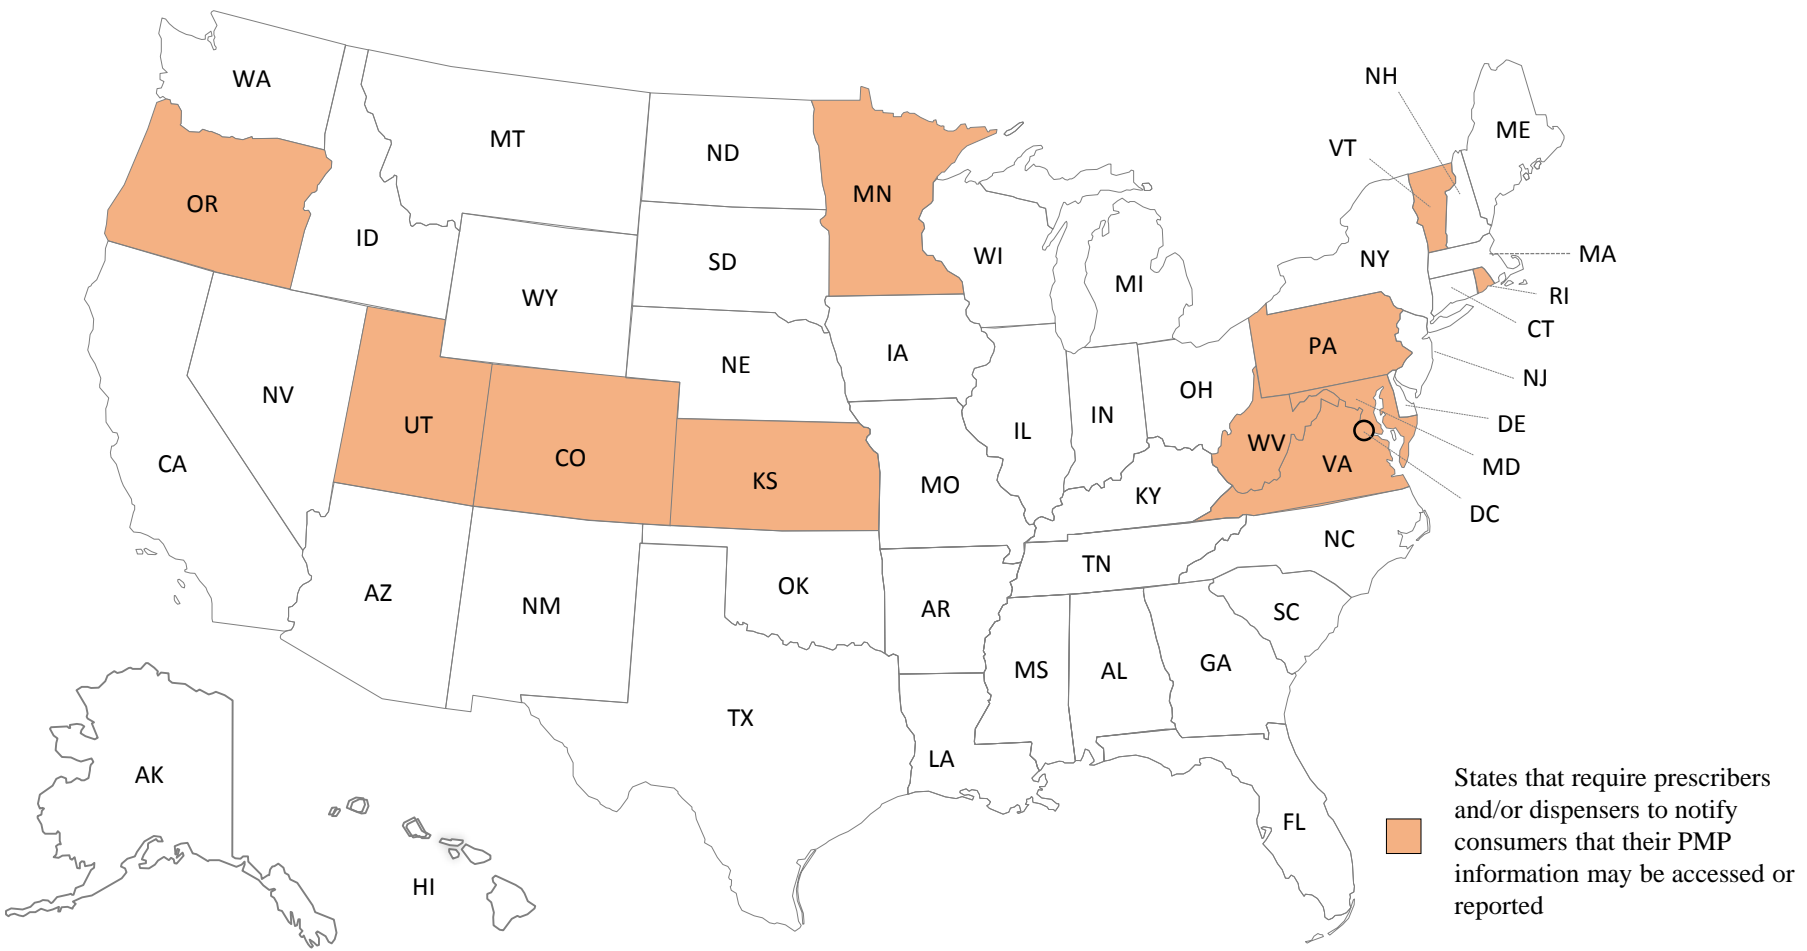 NH
WA
ME
MT
VT
ND
MN
OR
ID
MA
WI
NY
SD
MI
RI
WY
CT
PA
IA
NE
NJ
OH
NV
IN
UT
DE
IL
WV
CO
CA
VA
MD
KS
MO
KY
DC
NC
TN
OK
AZ
NM
AR
SC
GA
MS
AL
TX
LA
AK
FL
HI
States that require prescribers
and/or dispensers to notify
consumers that their PMP
information may be accessed or
reported